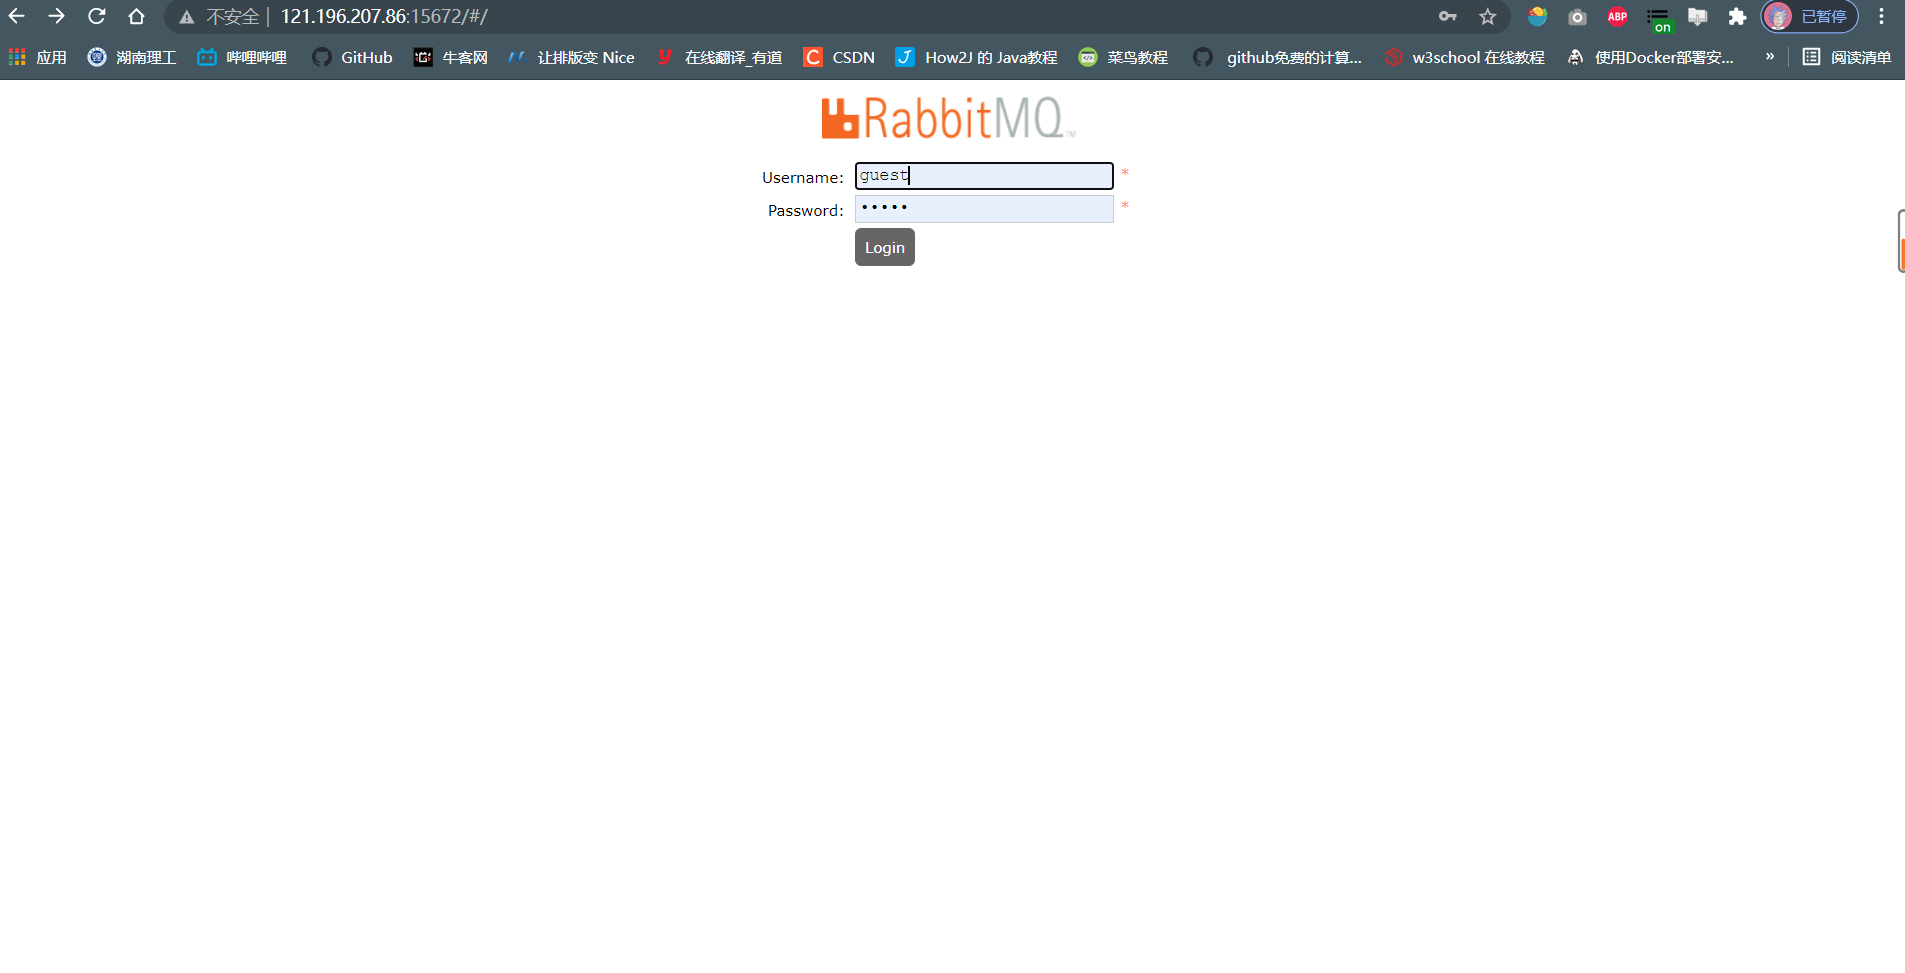 不安全 121.196.207.86:15672/#/ ABP on 已暂停
应用 湖南理工 哔哩哔哩 GitHub 牛客网 让排版变 Nice 在线翻译_有道 CSDN How2J 的 Java教程 菜鸟教程 github免费的计算... w3school 在线教程 使用Docker部署安... » 阅读清单
RabbitMQ TM
Username: guest *
Password: ••••• *
Login